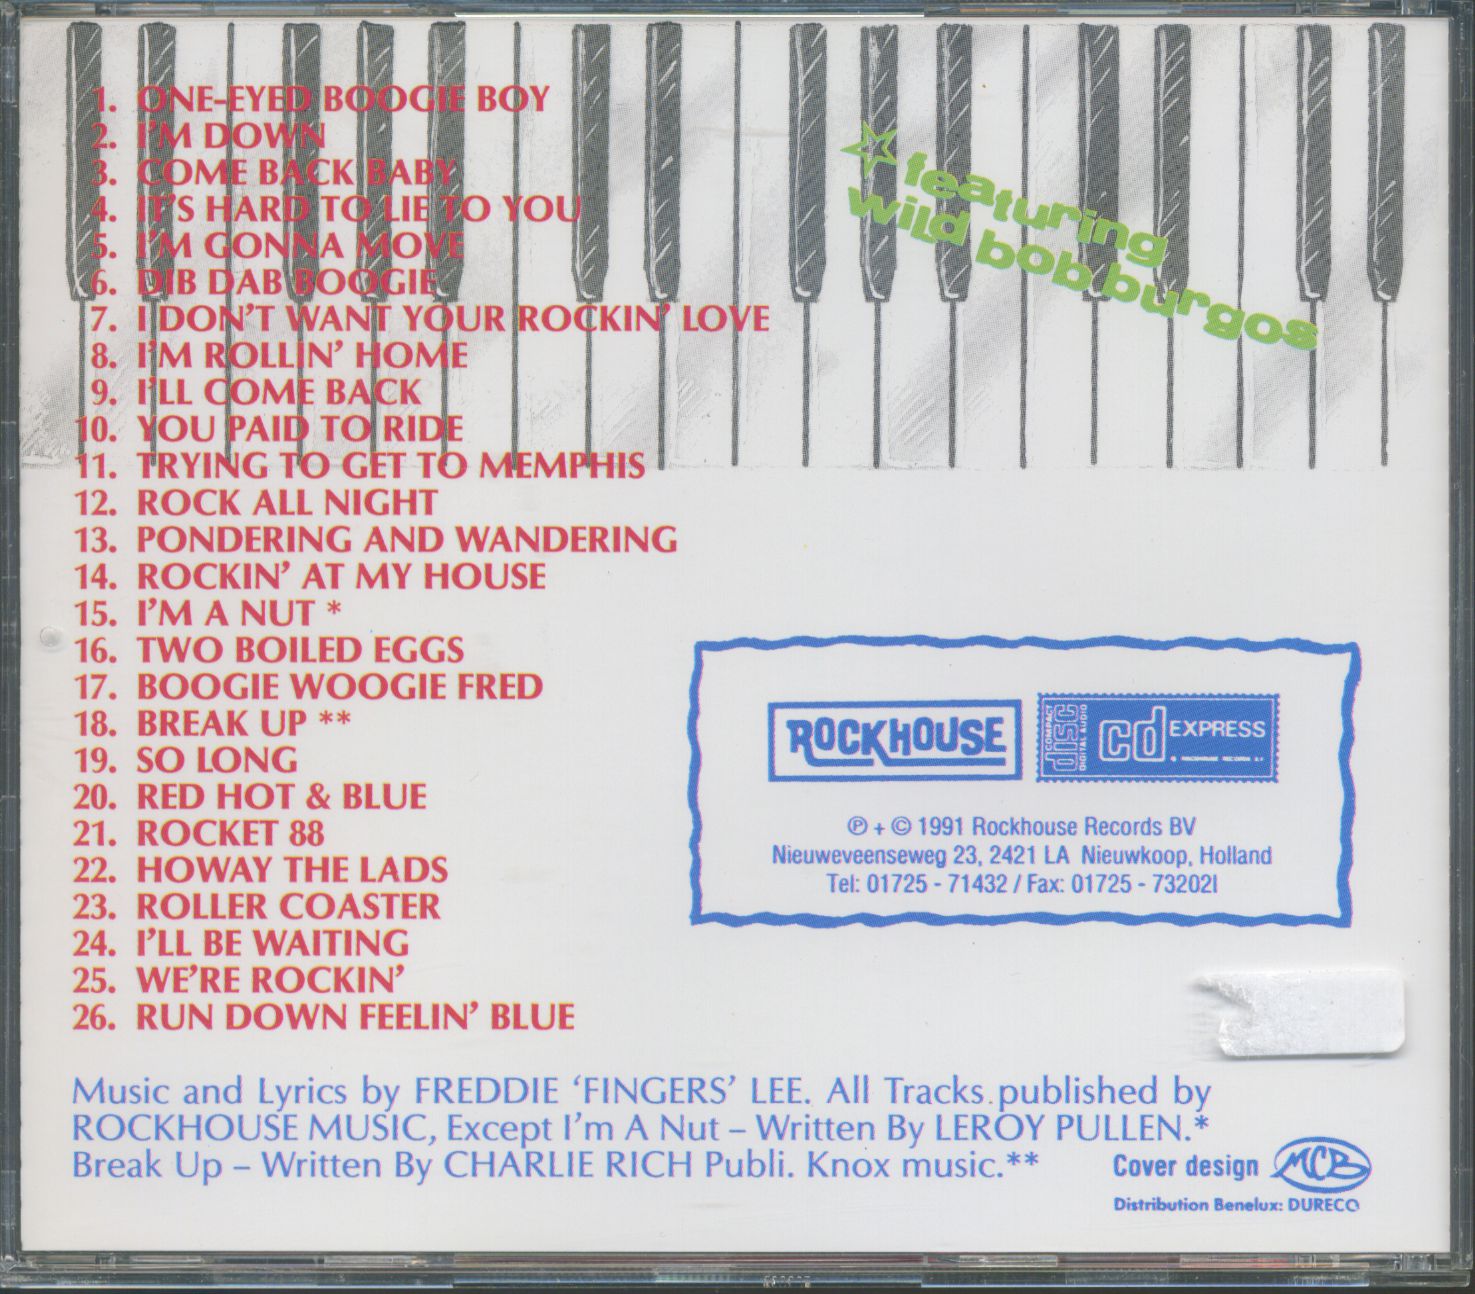 1. ONE-EYED BOOGIE BOY
2. I'M DOWN
3. COME BACK BABY
4. IT'S HARD TO LIE TO YOU
5. I'M GONNA MOVE
6. DIB DAB BOOGIE
7. I DON'T WANT YOUR ROCKIN' LOVE
8. I'M ROLLIN' HOME
9. I'LL COME BACK
10. YOU PAID TO RIDE
11. TRYING TO GET TO MEMPHIS
12. ROCK ALL NIGHT
13. PONDERING AND WANDERING
14. ROCKIN' AT MY HOUSE
15. I'M A NUT *
16. TWO BOILED EGGS
17. BOOGIE WOOGIE FRED
18. BREAK UP **
19. SO LONG
20. RED HOT & BLUE
21. ROCKET 88
22. HOWAY THE LADS
23. ROLLER COASTER
24. I'LL BE WAITING
25. WE'RE ROCKIN'
26. RUN DOWN FEELIN' BLUE
featuring
wild bob burgos
ROCKHOUSE
COMPACT
disc
DIGITAL AUDIO
cd EXPRESS
℗ + © 1991 Rockhouse Records BV
Nieuweveenseweg 23, 2421 LA Nieuwkoop, Holland
Tel: 01725 - 71432 / Fax: 01725 - 73202l
Music and Lyrics by FREDDIE 'FINGERS' LEE. All Tracks published by
ROCKHOUSE MUSIC, Except I'm A Nut – Written By LEROY PULLEN.*
Break Up – Written By CHARLIE RICH Publi. Knox music.**
Cover design MCB
Distribution Benelux: DURECO